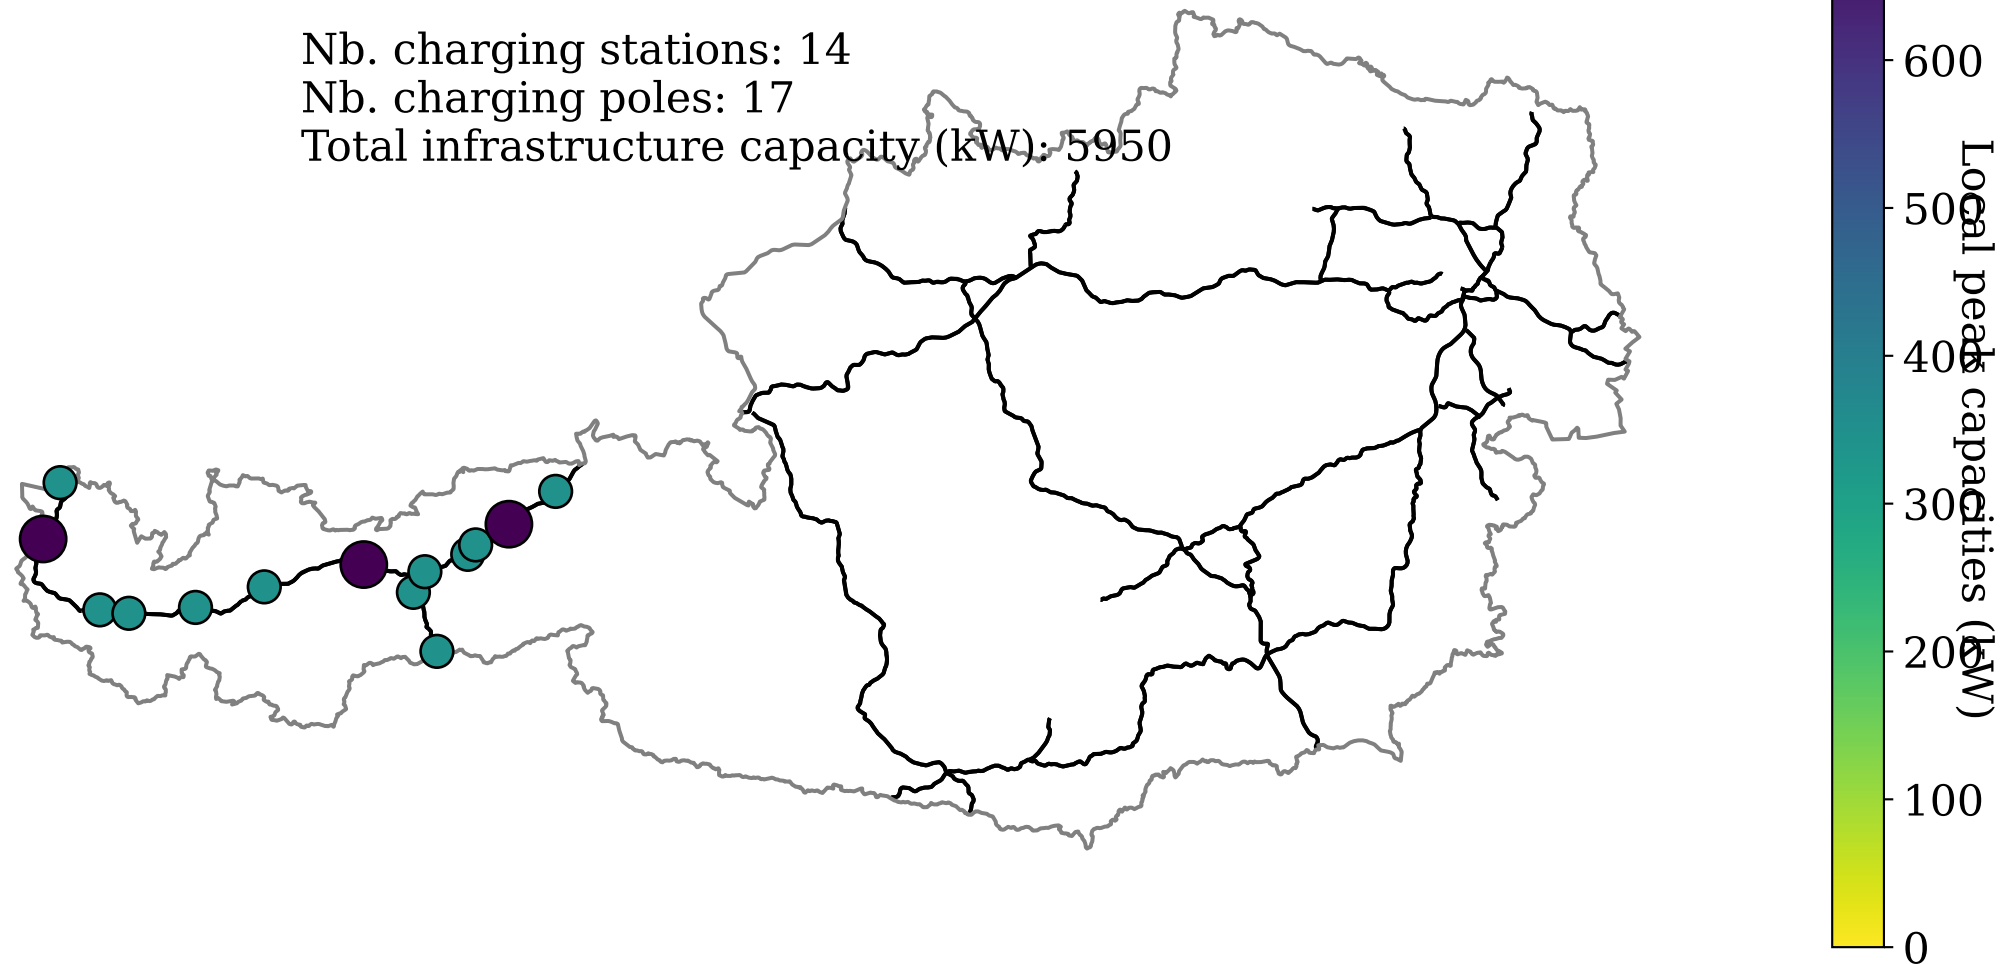 Nb. charging stations: 14
Nb. charging poles: 17
Total infrastructure capacity (kW): 5950
600
500
400
300
200
100
0
Local peak capacities (kW)